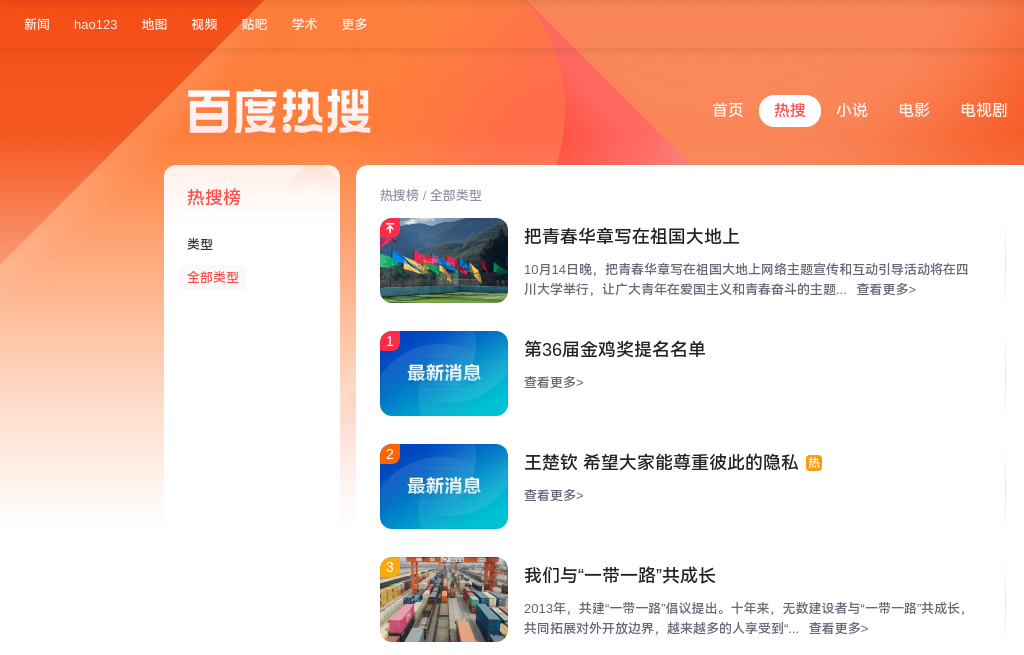 新闻 hao123 地图 视频 贴吧 学术 更多
百度热搜
首页 热搜 小说 电影 电视剧
热搜榜
类型
全部类型
热搜榜 / 全部类型
把青春华章写在祖国大地上
10月14日晚，把青春华章写在祖国大地上网络主题宣传和互动引导活动将在四
川大学举行，让广大青年在爱国主义和青春奋斗的主题... 查看更多>
1
最新消息
第36届金鸡奖提名名单
查看更多>
2
最新消息
王楚钦 希望大家能尊重彼此的隐私 热
查看更多>
3
我们与“一带一路”共成长
2013年，共建“一带一路”倡议提出。十年来，无数建设者与“一带一路”共成长，
共同拓展对外开放边界，越来越多的人享受到“... 查看更多>